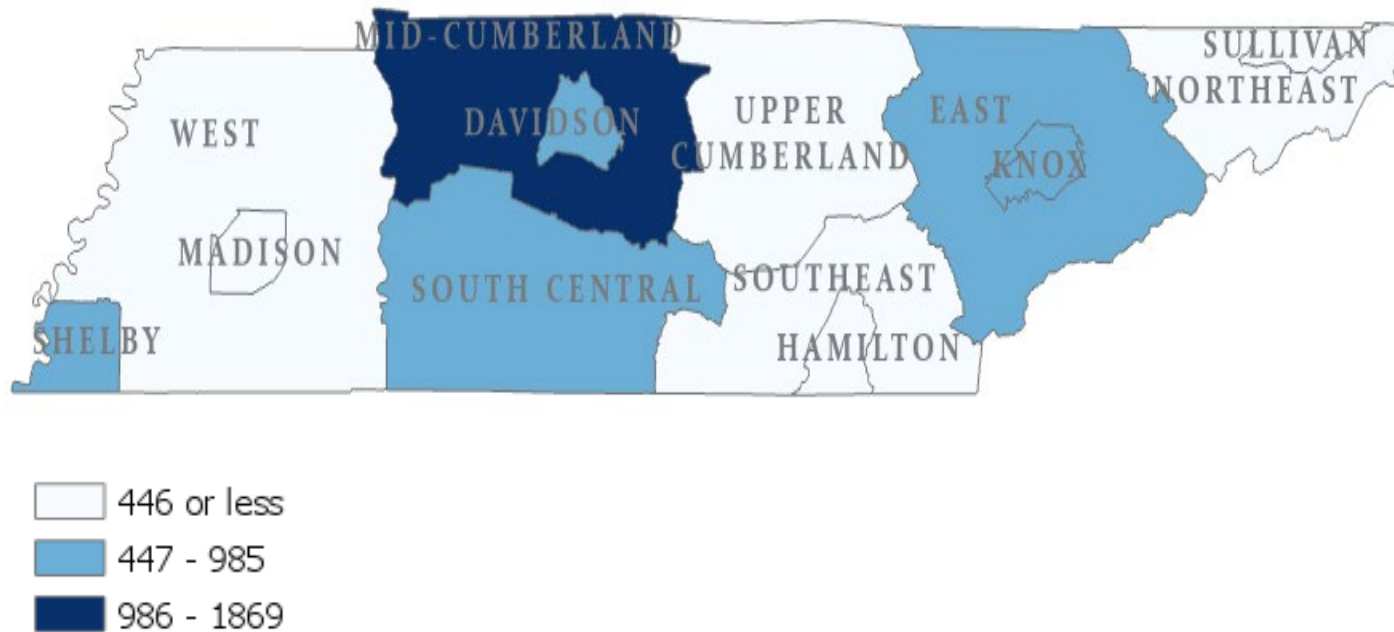 MID-CUMBERLAND
SULLIVAN
NORTHEAST
WEST
DAVIDSON
UPPER
CUMBERLAND
EAST
KNOX
MADISON
SOUTH CENTRAL
SOUTHEAST
SHELBY
HAMILTON
446 or less
447 - 985
986 - 1869